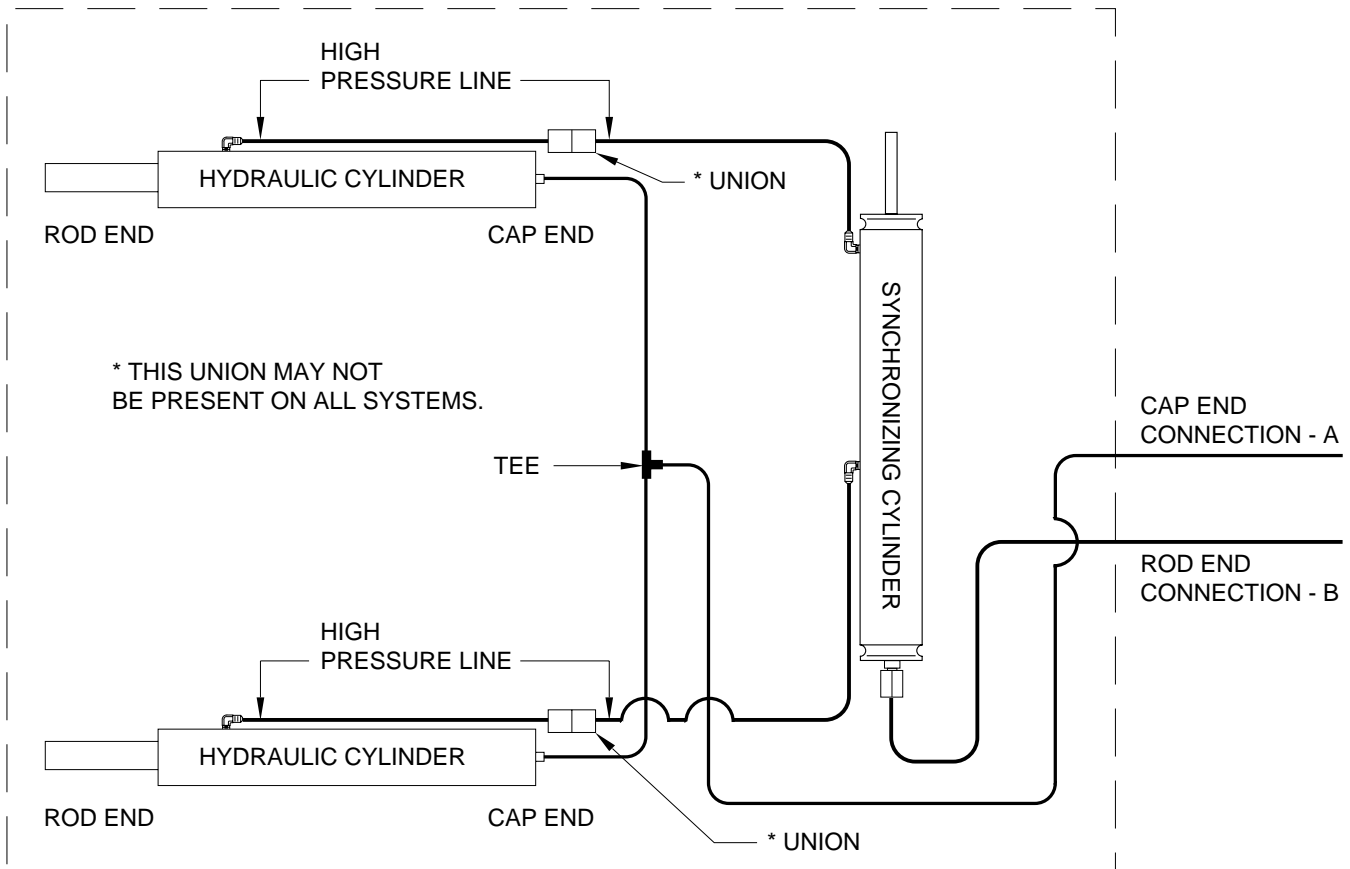 HIGH
PRESSURE LINE
HYDRAULIC CYLINDER
* UNION
ROD END
CAP END
SYNCHRONIZING CYLINDER
* THIS UNION MAY NOT
BE PRESENT ON ALL SYSTEMS.
CAP END
CONNECTION - A
TEE
ROD END
CONNECTION - B
HIGH
PRESSURE LINE
HYDRAULIC CYLINDER
ROD END
CAP END
* UNION